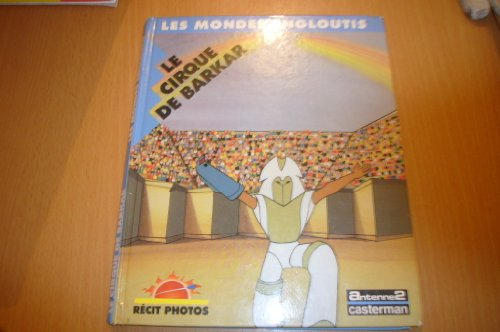 LES MONDES ENGLOUTIS
LE
CIRQUE
DE BARKAR
RÉCIT PHOTOS
antenne2
casterman